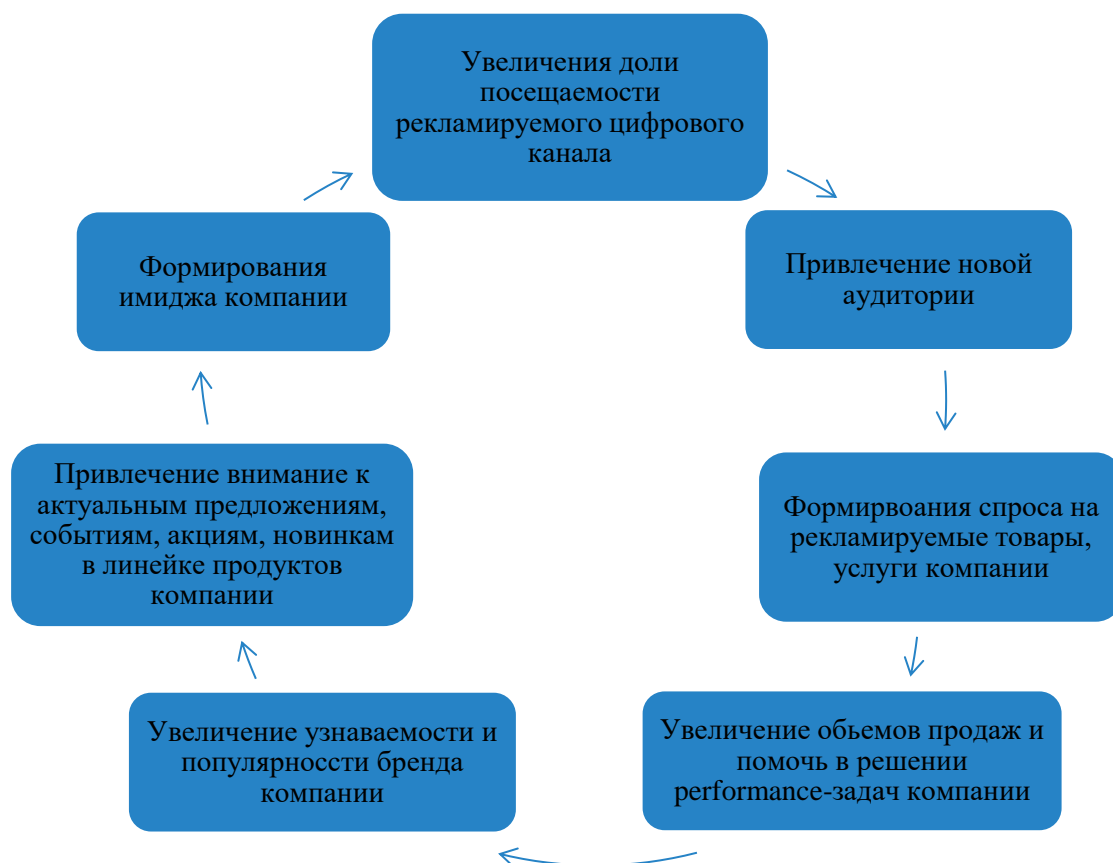 Увеличения доли
посещаемости
рекламируемого цифрового
канала
Привлечение новой
аудитории
Формирвоания спроса на
рекламируемые товары,
услуги компании
Увеличение обьемов продаж и
помочь в решении
performance-задач компании
Увеличение узнаваемости и
популярноссти бренда
компании
Привлечение внимание к
актуальным предложениям,
событиям, акциям, новинкам
в линейке продуктов
компании
Формирования
имиджа компании